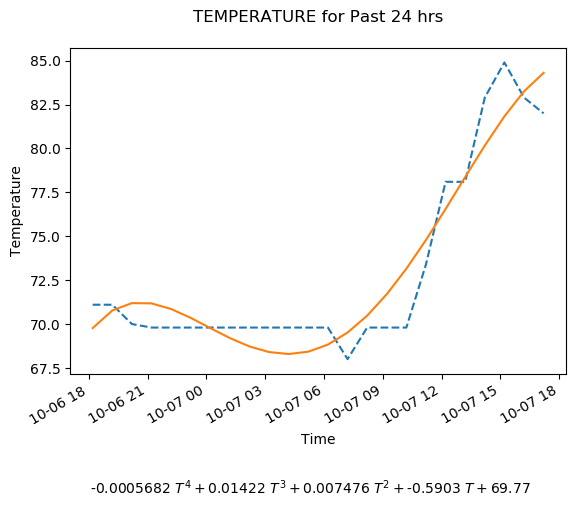 TEMPERATURE for Past 24 hrs
85.0
82.5
80.0
77.5
75.0
72.5
70.0
67.5
Temperature
10-06 18 10-06 21 10-07 00 10-07 03 10-07 06 10-07 09 10-07 12 10-07 15 10-07 18
Time
-0.0005682 T⁴ + 0.01422 T³ + 0.007476 T² + -0.5903 T + 69.77